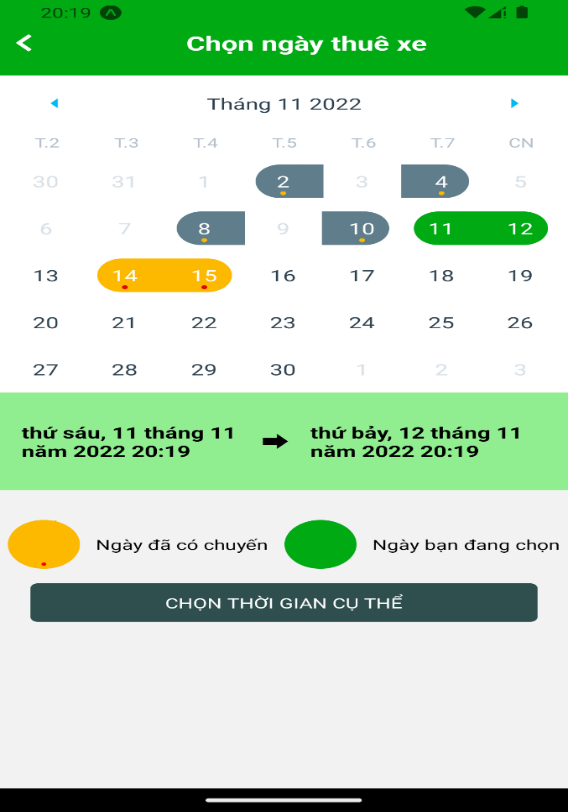 20:19
Chọn ngày thuê xe
Tháng 11 2022
T.2 T.3 T.4 T.5 T.6 T.7 CN
30 31 1 2 3 4 5
6 7 8 9 10 11 12
13 14 15 16 17 18 19
20 21 22 23 24 25 26
27 28 29 30 1 2 3
thứ sáu, 11 tháng 11
năm 2022 20:19
thứ bảy, 12 tháng 11
năm 2022 20:19
Ngày đã có chuyến
Ngày bạn đang chọn
CHỌN THỜI GIAN CỤ THỂ